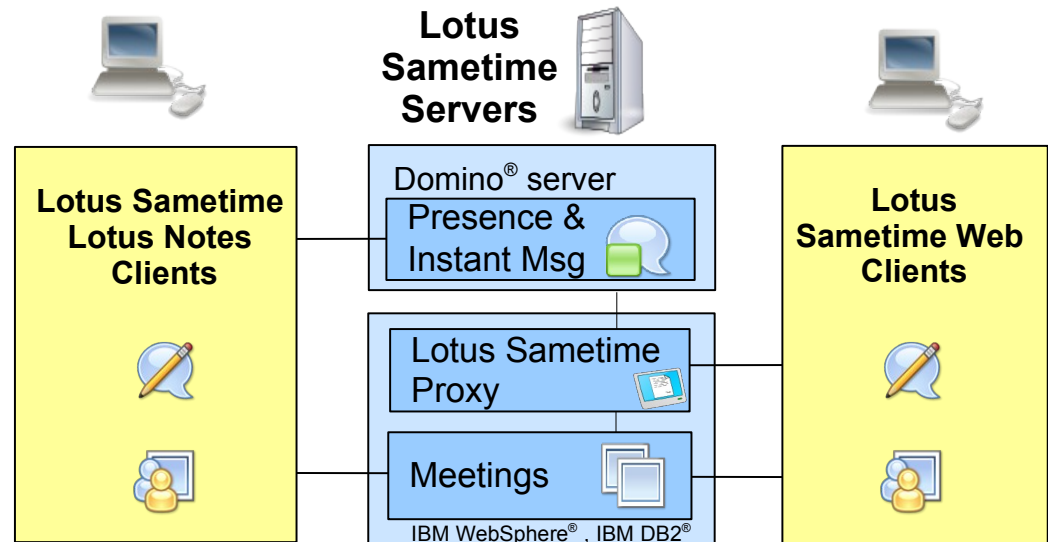 Lotus
Sametime
Servers
Lotus Sametime
Lotus Notes
Clients
Domino® server
Presence &
Instant Msg
Lotus Sametime
Proxy
Meetings
IBM WebSphere® , IBM DB2®
Lotus
Sametime Web
Clients